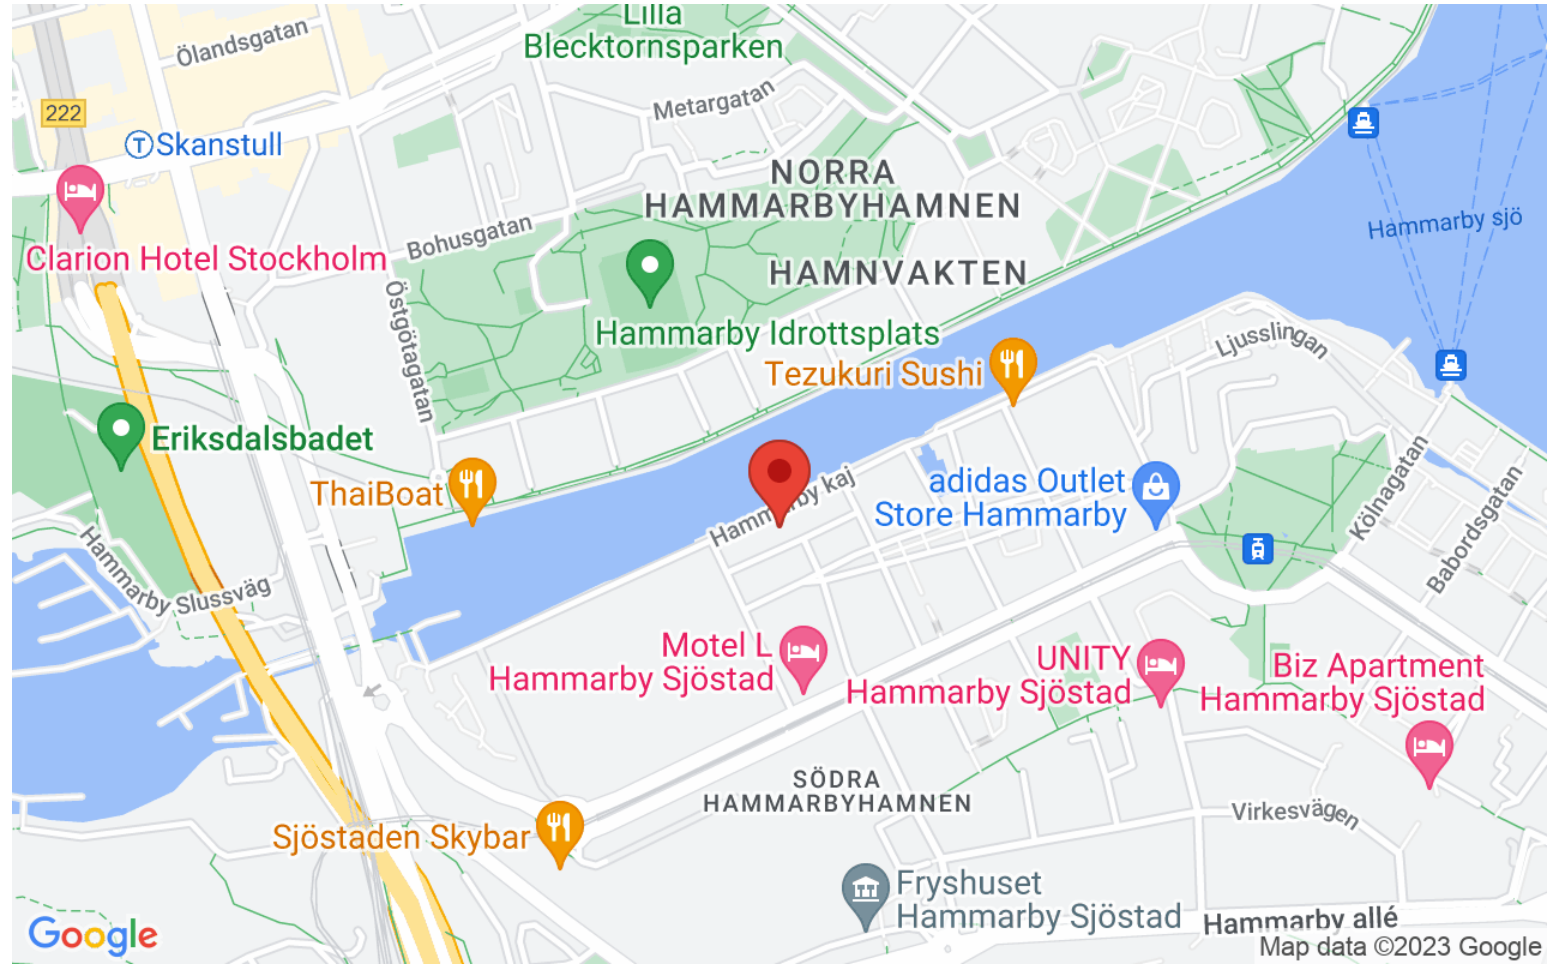 Lilla
Blecktornsparken
Ölandsgatan
Metargatan
222
Skanstull
NORRA
HAMMARBYHAMNEN
Hammarby sjö
Bohusgatan
Clarion Hotel Stockholm
HAMNVAKTEN
Östgötagatan
Hammarby Idrottsplats
Ljusslingan
Tezukuri Sushi
Eriksdalsbadet
ThaiBoat
Hammarby kaj
adidas Outlet
Store Hammarby
Kölnagatan
Babordsgatan
Hammarby Slussväg
Motel L
Hammarby Sjöstad
UNITY
Hammarby Sjöstad
Biz Apartment
Hammarby Sjöstad
SÖDRA
HAMMARBYHAMNEN
Virkesvägen
Sjöstaden Skybar
Fryshuset
Hammarby Sjöstad
Hammarby allé
Google
Map data ©2023 Google